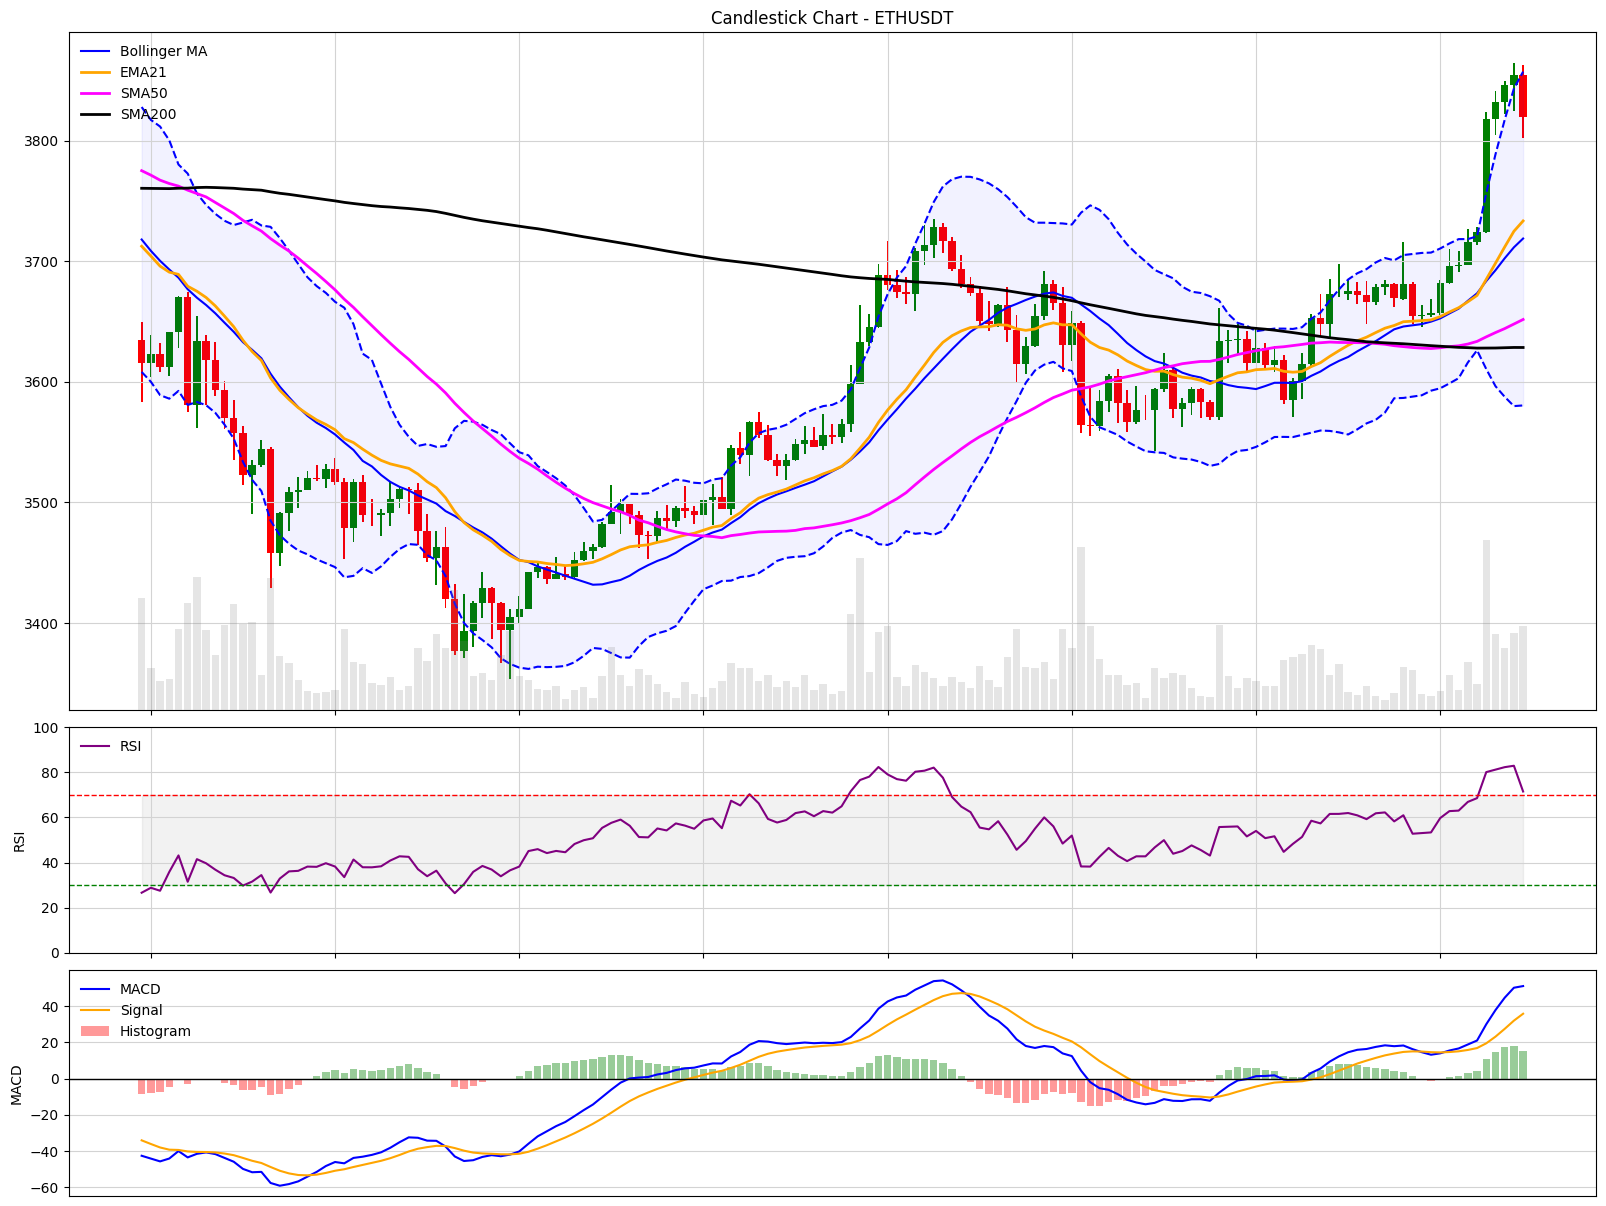 Candlestick Chart - ETHUSDT
Bollinger MA
EMA21
SMA50
SMA200
3800
3700
3600
3500
3400
RSI
100
80
60
40
20
0
RSI
MACD
Signal
Histogram
40
20
0
−20
−40
−60
MACD